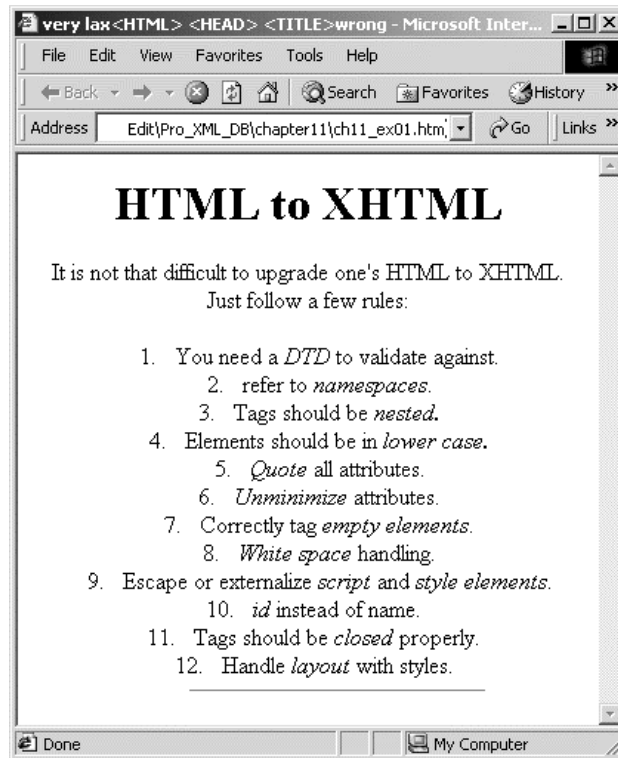 very lax<HTML> <HEAD> <TITLE>wrong - Microsoft Inter...
File Edit View Favorites Tools Help
Back Search Favorites History »
Address Edit\Pro_XML_DB\chapter11\ch11_ex01.htm Go Links »
HTML to XHTML
It is not that difficult to upgrade one's HTML to XHTML.
Just follow a few rules:
1. You need a DTD to validate against.
2. refer to namespaces.
3. Tags should be nested.
4. Elements should be in lower case.
5. Quote all attributes.
6. Unminimize attributes.
7. Correctly tag empty elements.
8. White space handling.
9. Escape or externalize script and style elements.
10. id instead of name.
11. Tags should be closed properly.
12. Handle layout with styles.
Done My Computer